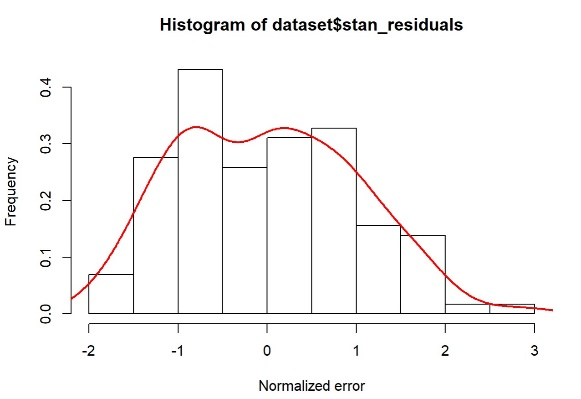 Histogram of dataset$stan_residuals
Frequency
0.4
0.3
0.2
0.1
0.0
-2 -1 0 1 2 3
Normalized error